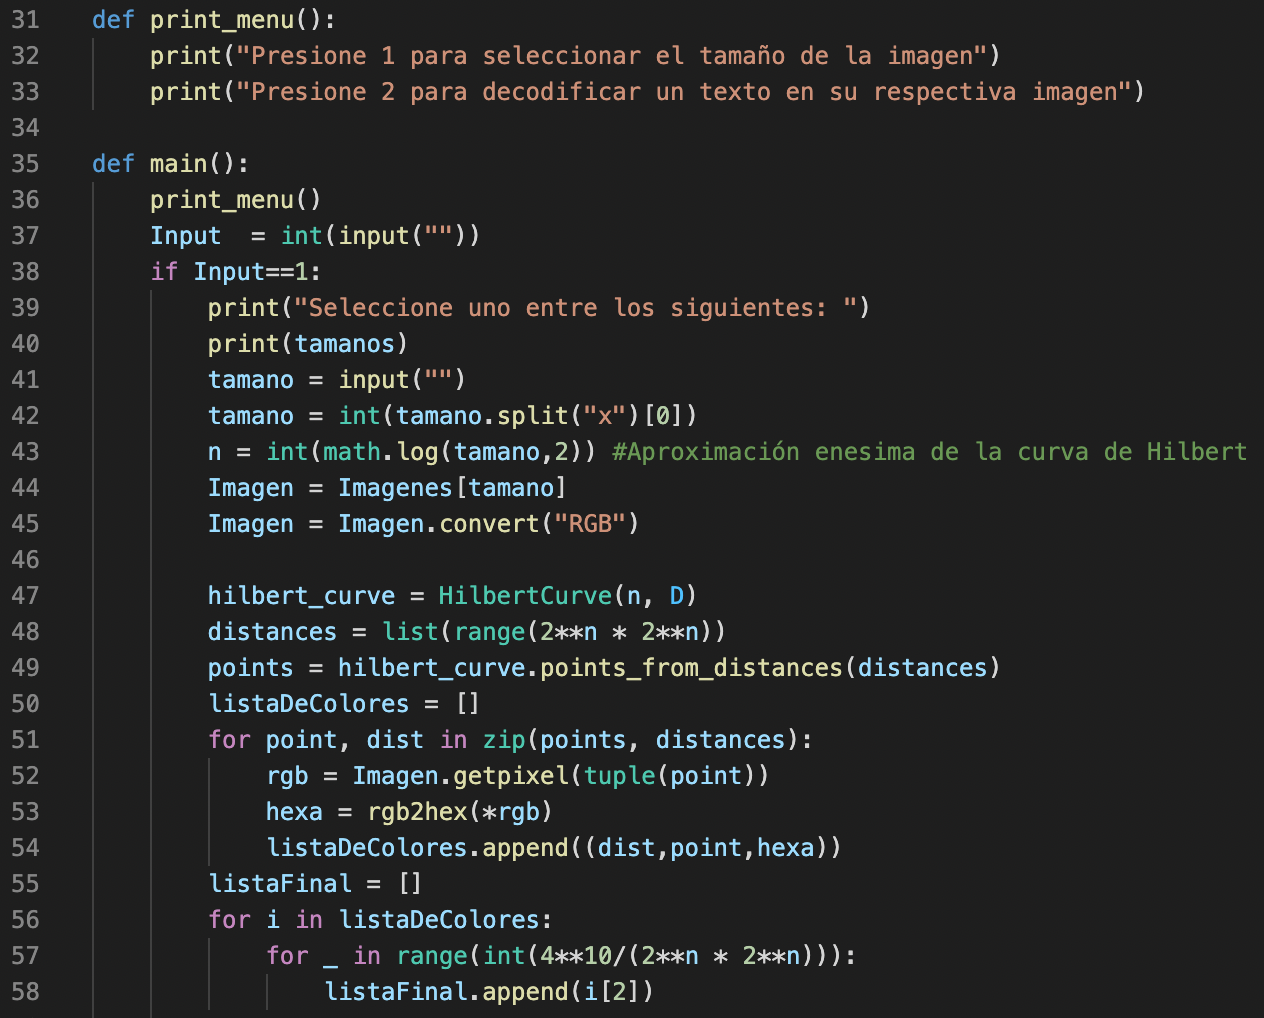 31 def print_menu():
32     print("Presione 1 para seleccionar el tamaño de la imagen")
33     print("Presione 2 para decodificar un texto en su respectiva imagen")
34
35 def main():
36     print_menu()
37     Input  = int(input(""))
38     if Input==1:
39         print("Seleccione uno entre los siguientes: ")
40         print(tamanos)
41         tamano = input("")
42         tamano = int(tamano.split("x")[0])
43         n = int(math.log(tamano,2)) #Aproximación enesima de la curva de Hilbert
44         Imagen = Imagenes[tamano]
45         Imagen = Imagen.convert("RGB")
46
47         hilbert_curve = HilbertCurve(n, D)
48         distances = list(range(2**n * 2**n))
49         points = hilbert_curve.points_from_distances(distances)
50         listaDeColores = []
51         for point, dist in zip(points, distances):
52             rgb = Imagen.getpixel(tuple(point))
53             hexa = rgb2hex(*rgb)
54             listaDeColores.append((dist,point,hexa))
55         listaFinal = []
56         for i in listaDeColores:
57             for _ in range(int(4**10/(2**n * 2**n))):
58                 listaFinal.append(i[2])